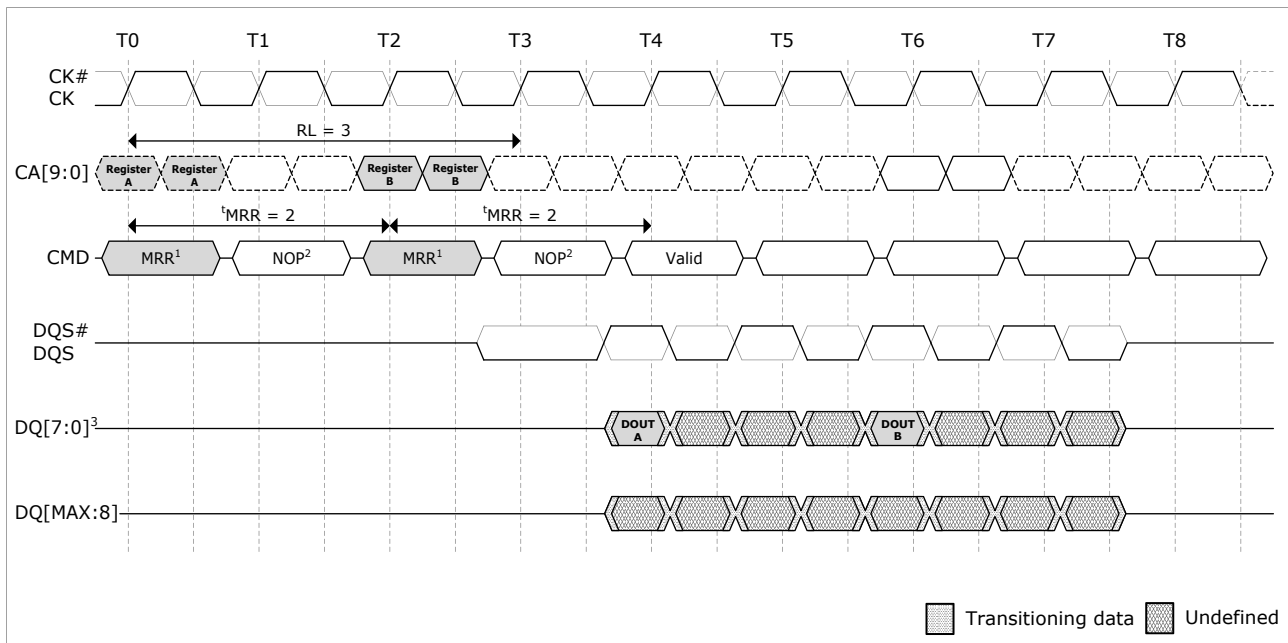 T0 T1 T2 T3 T4 T5 T6 T7 T8
CK#
CK
RL = 3
CA[9:0] Register A Register A Register B Register B
tMRR = 2 tMRR = 2
CMD MRR1 NOP2 MRR1 NOP2 Valid
DQS#
DQS
DQ[7:0]3 DOUT A DOUT B
DQ[MAX:8]
Transitioning data Undefined